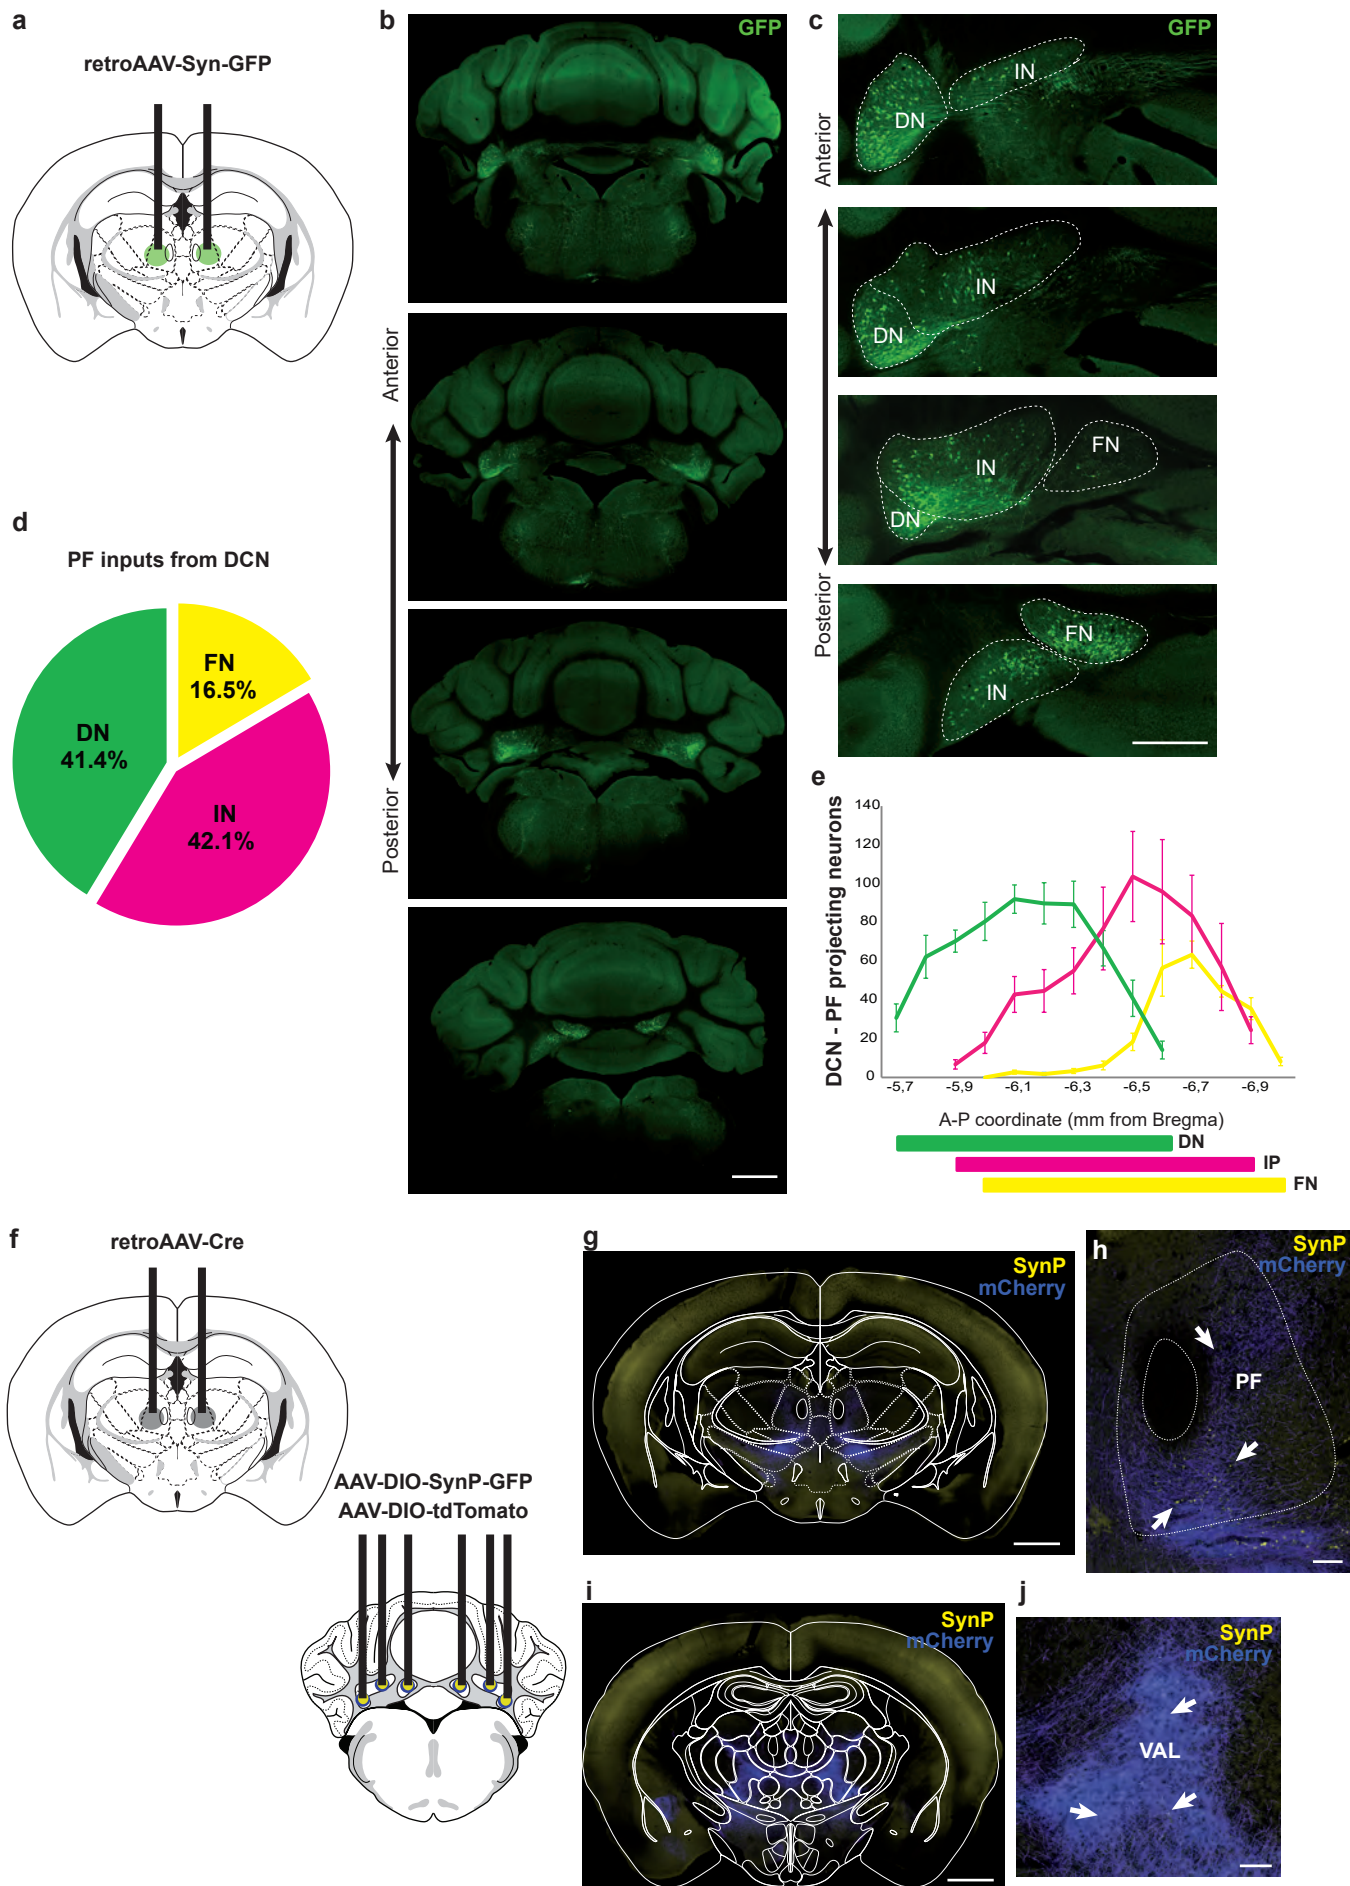 a
retroAAV-Syn-GFP
b
GFP
Anterior
Posterior
c
GFP
DN
IN
IN
DN
IN
FN
DN
FN
IN
Anterior
Posterior
d
PF inputs from DCN
FN
16.5%
DN
41.4%
IN
42.1%
e
DCN - PF projecting neurons
140
120
100
80
60
40
20
0
-5,7
-5,9
-6,1
-6,3
-6,5
-6,7
-6,9
A-P coordinate (mm from Bregma)
DN
IP
FN
f
retroAAV-Cre
AAV-DIO-SynP-GFP
AAV-DIO-tdTomato
g
SynP
mCherry
h
SynP
mCherry
PF
i
SynP
mCherry
j
SynP
mCherry
VAL